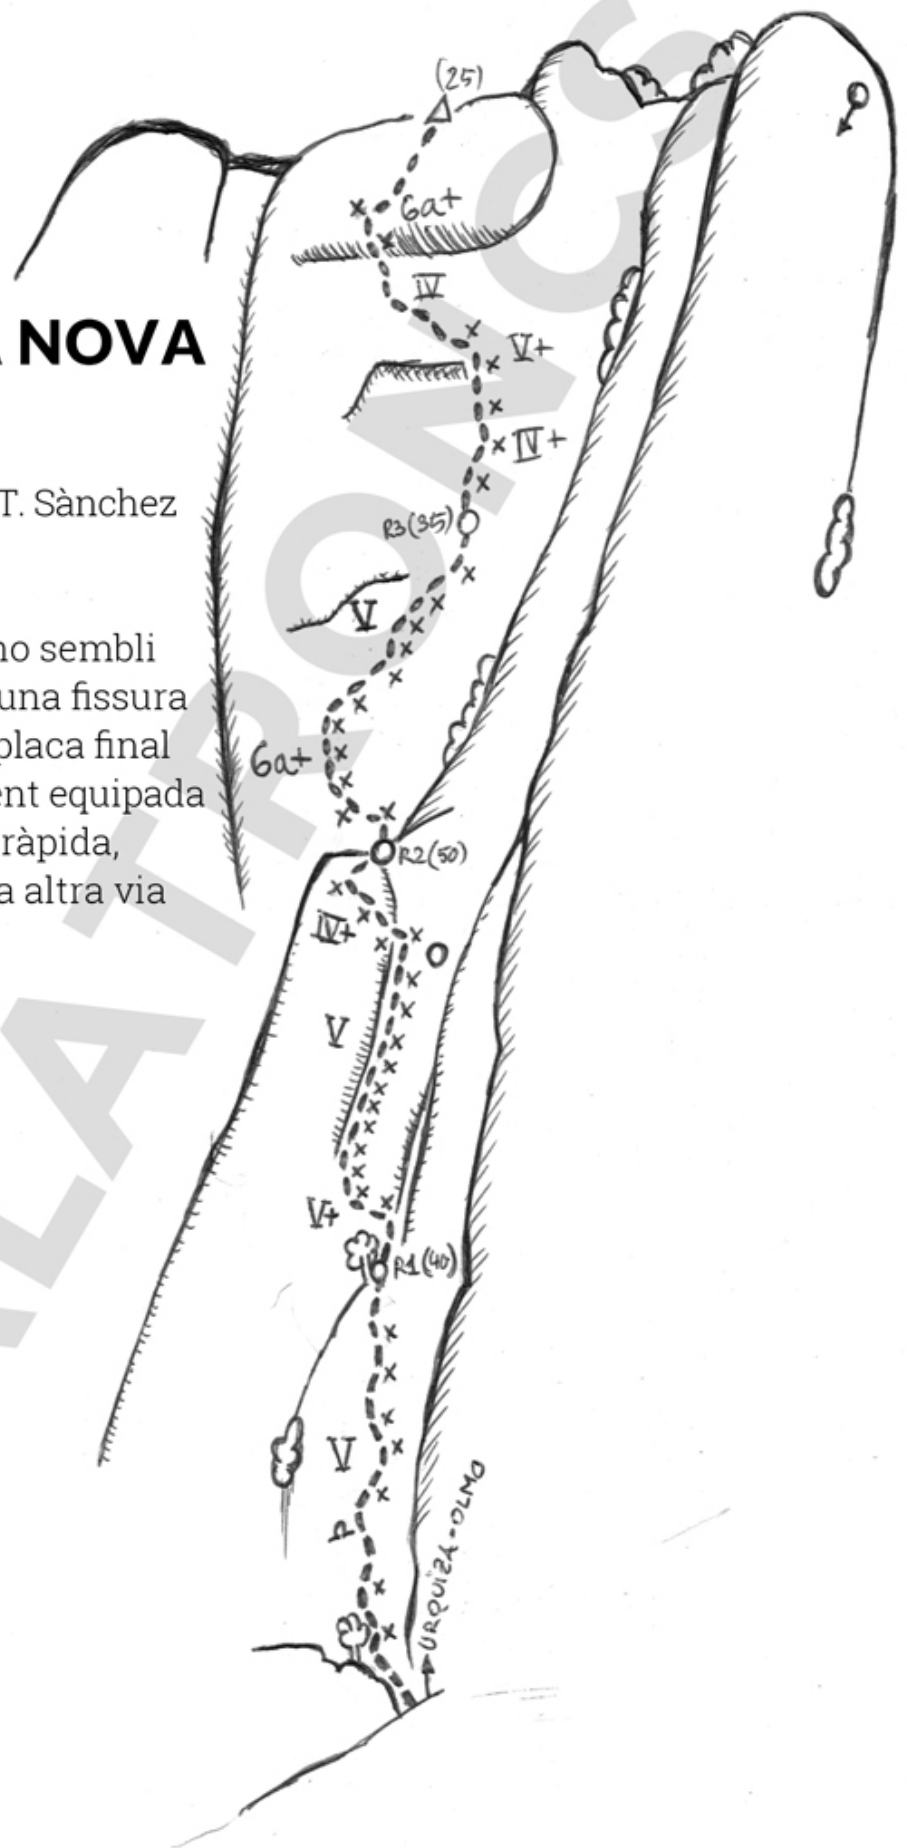 (25)
6a+
IV
A NOVA
V+
IV+
T. Sànchez
R3(35)
V
no sembli
una fissura
placa final
6a+
ent equipada
ràpida,
R2(50)
a altra via
IV+
V
V+
R1(40)
V
URQUIZA-OLMO